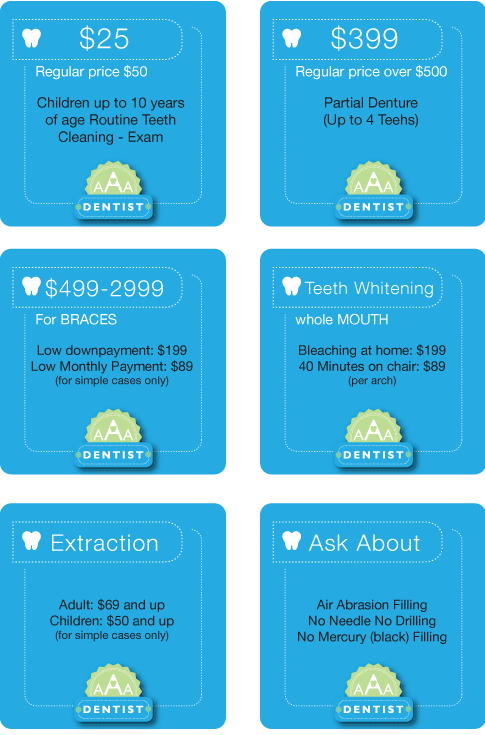 $25
Regular price $50
Children up to 10 years
of age Routine Teeth
Cleaning - Exam
AAA
DENTIST
$399
Regular price over $500
Partial Denture
(Up to 4 Teehs)
AAA
DENTIST
$499-2999
For BRACES
Low downpayment: $199
Low Monthly Payment: $89
(for simple cases only)
AAA
DENTIST
Teeth Whitening
whole MOUTH
Bleaching at home: $199
40 Minutes on chair: $89
(per arch)
AAA
DENTIST
Extraction
Adult: $69 and up
Children: $50 and up
(for simple cases only)
AAA
DENTIST
Ask About
Air Abrasion Filling
No Needle No Drilling
No Mercury (black) Filling
AAA
DENTIST